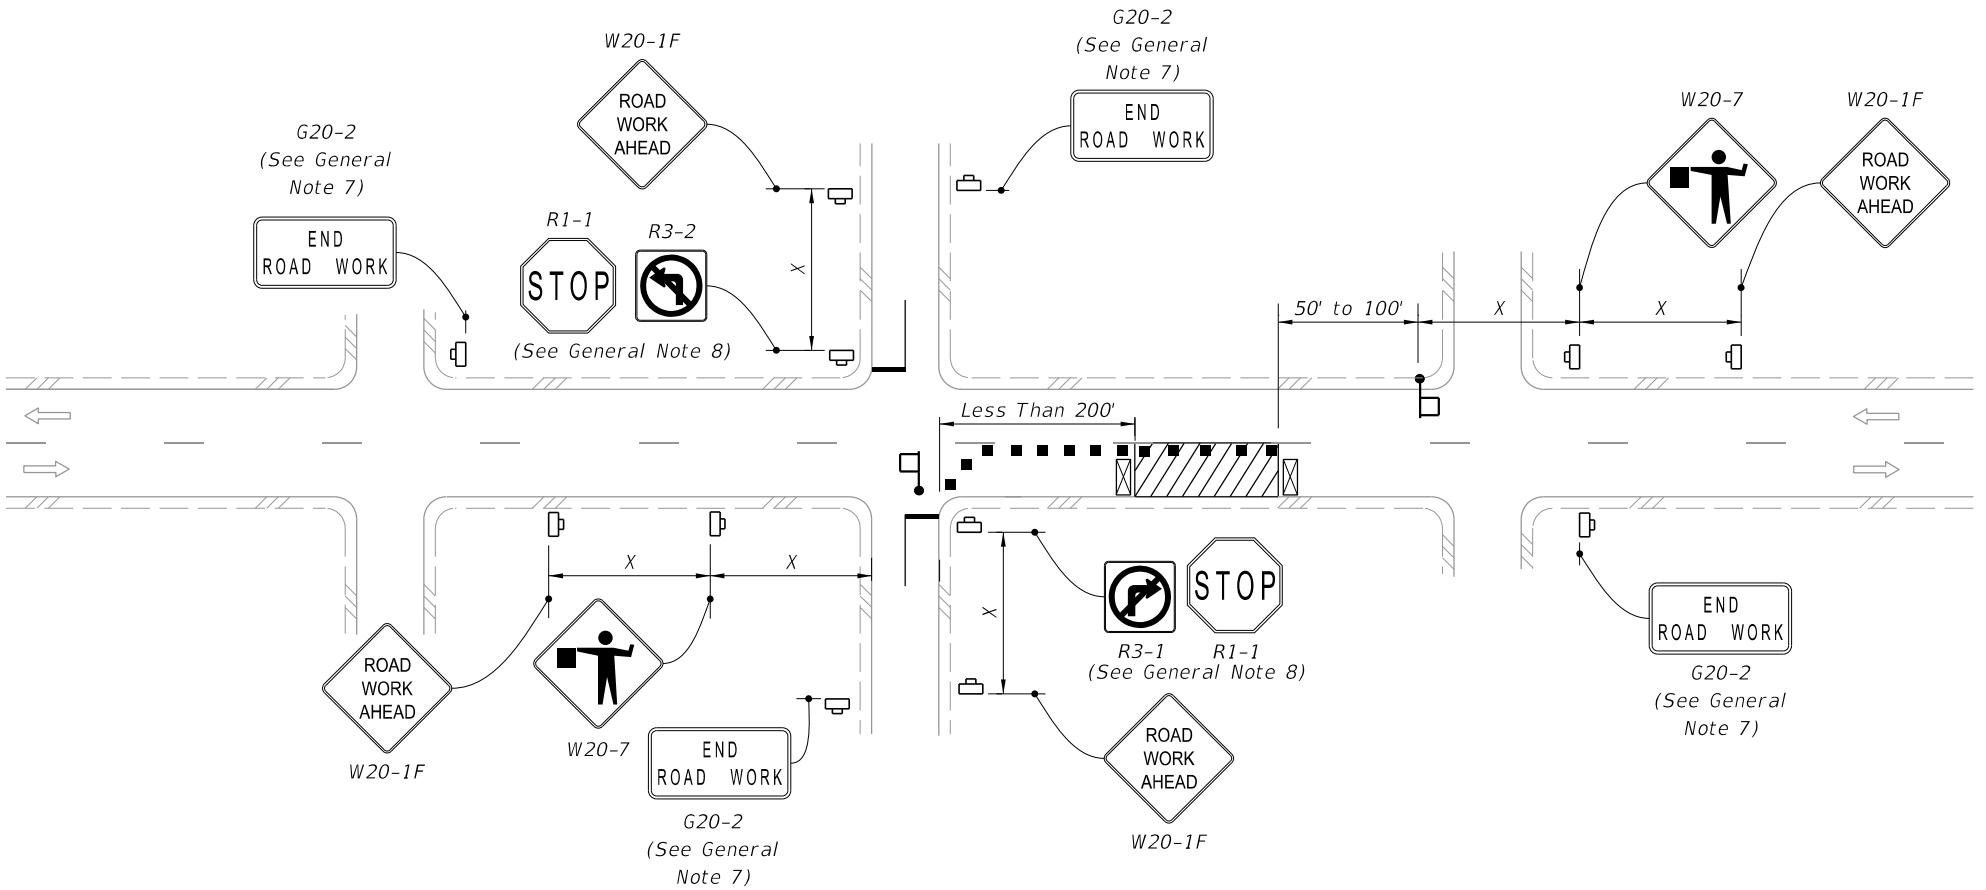 G20-2
(See General
Note 7)
W20-1F
ROAD
WORK
AHEAD
G20-2
(See General
Note 7)
END
ROAD WORK
W20-7
W20-1F
ROAD
WORK
AHEAD
END
ROAD WORK
R1-1
STOP
R3-2
(See General Note 8)
X
50' to 100'
X
X
Less Than 200'
X
X
X
ROAD
WORK
AHEAD
W20-1F
W20-7
END
ROAD WORK
G20-2
(See General
Note 7)
STOP
R3-1
R1-1
(See General Note 8)
ROAD
WORK
AHEAD
W20-1F
END
ROAD WORK
G20-2
(See General
Note 7)